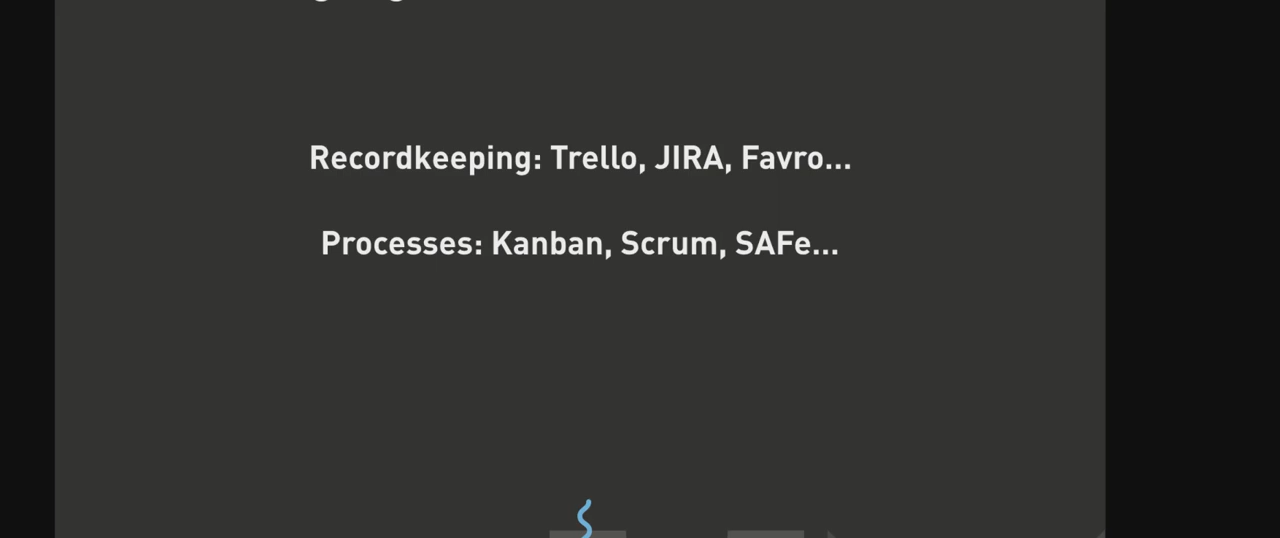 Recordkeeping: Trello, JIRA, Favro...
Processes: Kanban, Scrum, SAFe...